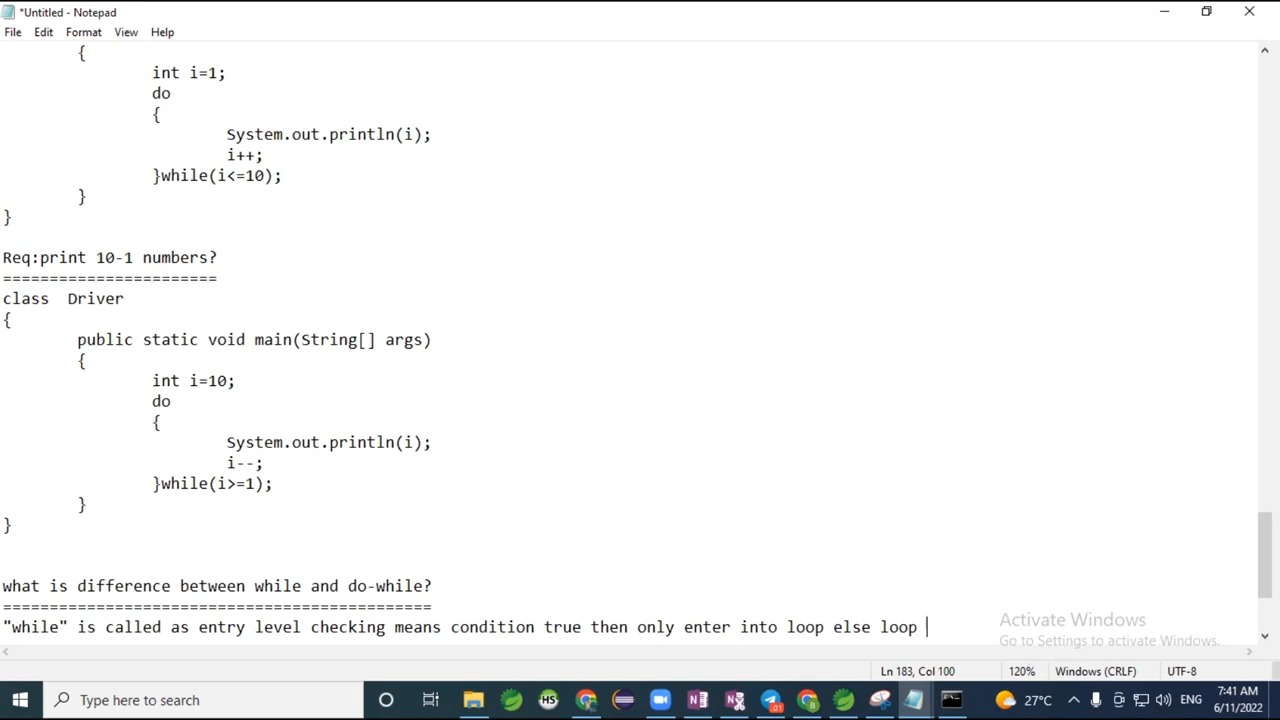 *Untitled - Notepad
File Edit Format View Help
{
int i=1;
do
{
System.out.println(i);
i++;
}while(i<=10);
}
}
Req:print 10-1 numbers?
=======================
class  Driver
{
public static void main(String[] args)
{
int i=10;
do
{
System.out.println(i);
i--;
}while(i>=1);
}
}
what is difference between while and do-while?
==============================================
"while" is called as entry level checking means condition true then only enter into loop else loop
Activate Windows
Go to Settings to activate Windows.
Ln 183, Col 100 120% Windows (CRLF) UTF-8
Type here to search HS 01 27°C ENG 7:41 AM
6/11/2022